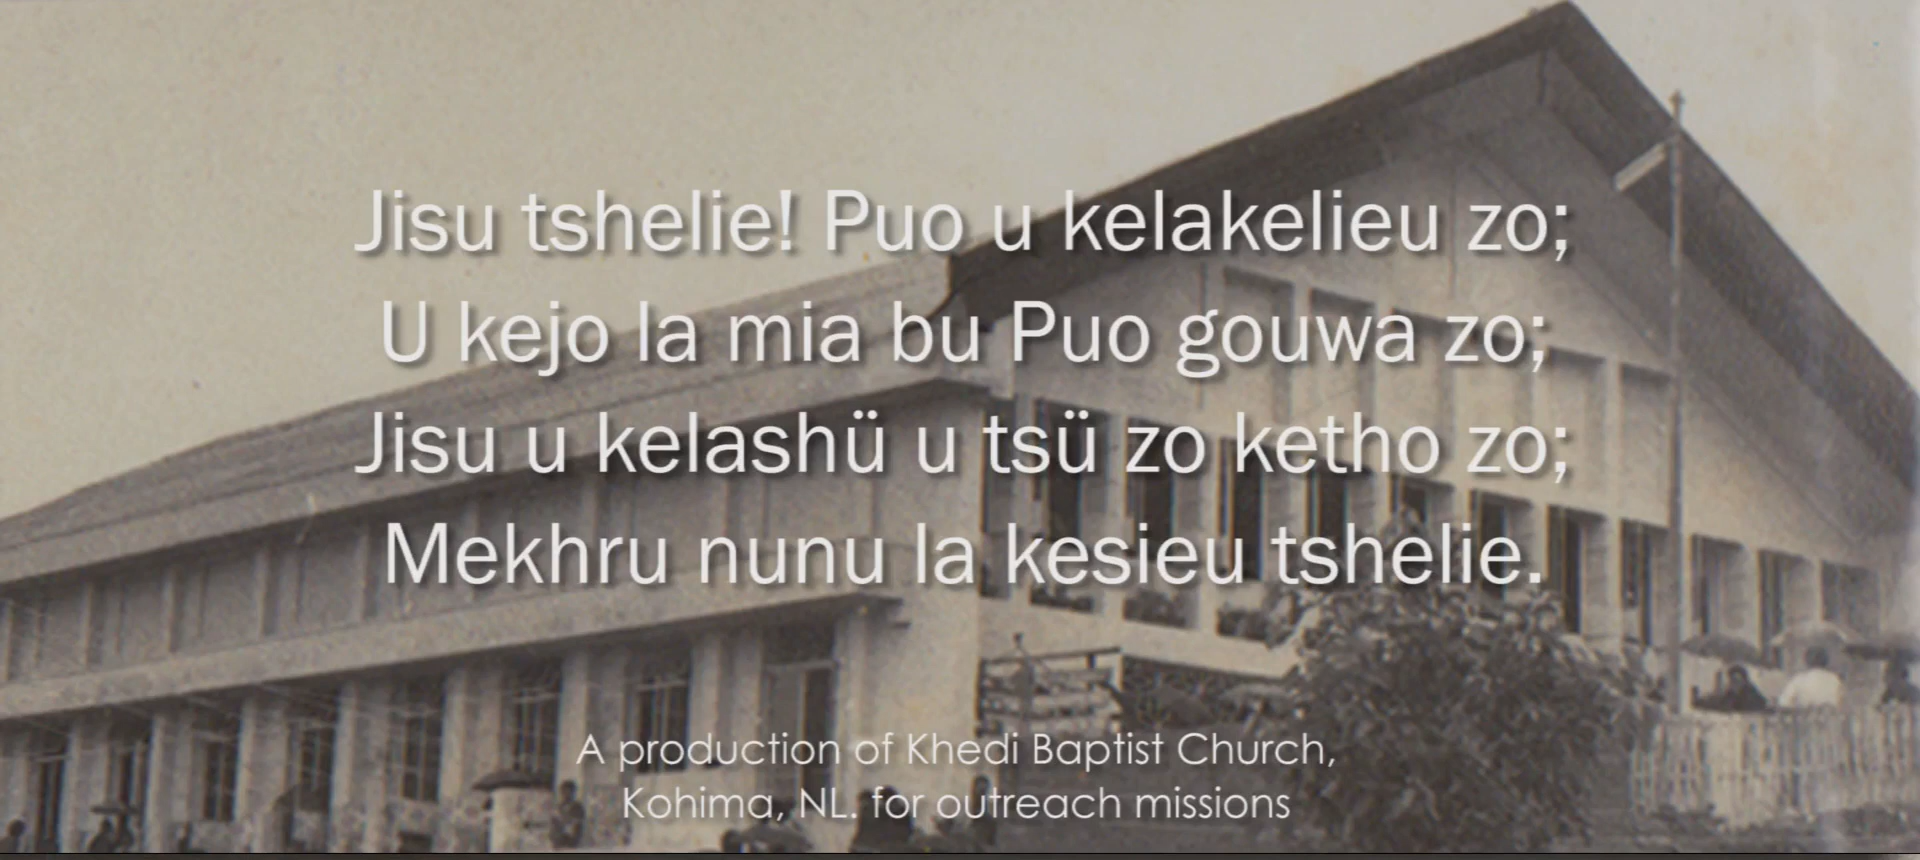 Jisu tshelie! Puo u kelakelieu zo;
U kejo la mia bu Puo gouwa zo;
Jisu u kelashü u tsü zo ketho zo;
Mekhru nunu la kesieu tshelie.
A production of Khedi Baptist Church,
Kohima, NL. for outreach missions